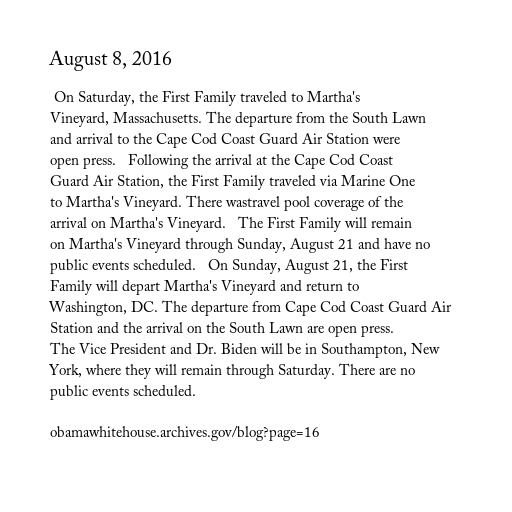 August 8, 2016
On Saturday, the First Family traveled to Martha's
Vineyard, Massachusetts. The departure from the South Lawn
and arrival to the Cape Cod Coast Guard Air Station were
open press.   Following the arrival at the Cape Cod Coast
Guard Air Station, the First Family traveled via Marine One
to Martha's Vineyard. There wastravel pool coverage of the
arrival on Martha's Vineyard.   The First Family will remain
on Martha's Vineyard through Sunday, August 21 and have no
public events scheduled.   On Sunday, August 21, the First
Family will depart Martha's Vineyard and return to
Washington, DC. The departure from Cape Cod Coast Guard Air
Station and the arrival on the South Lawn are open press.
The Vice President and Dr. Biden will be in Southampton, New
York, where they will remain through Saturday. There are no
public events scheduled.
obamawhitehouse.archives.gov/blog?page=16